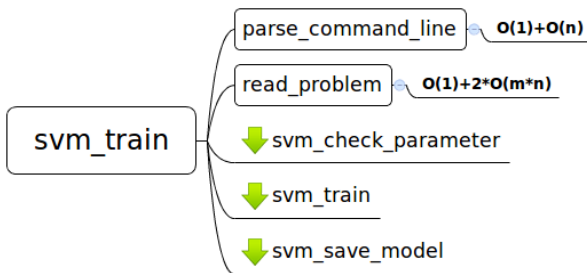 parse_command_line
O(1)+O(n)
read_problem
O(1)+2*O(m*n)
svm_train
svm_check_parameter
svm_train
svm_save_model